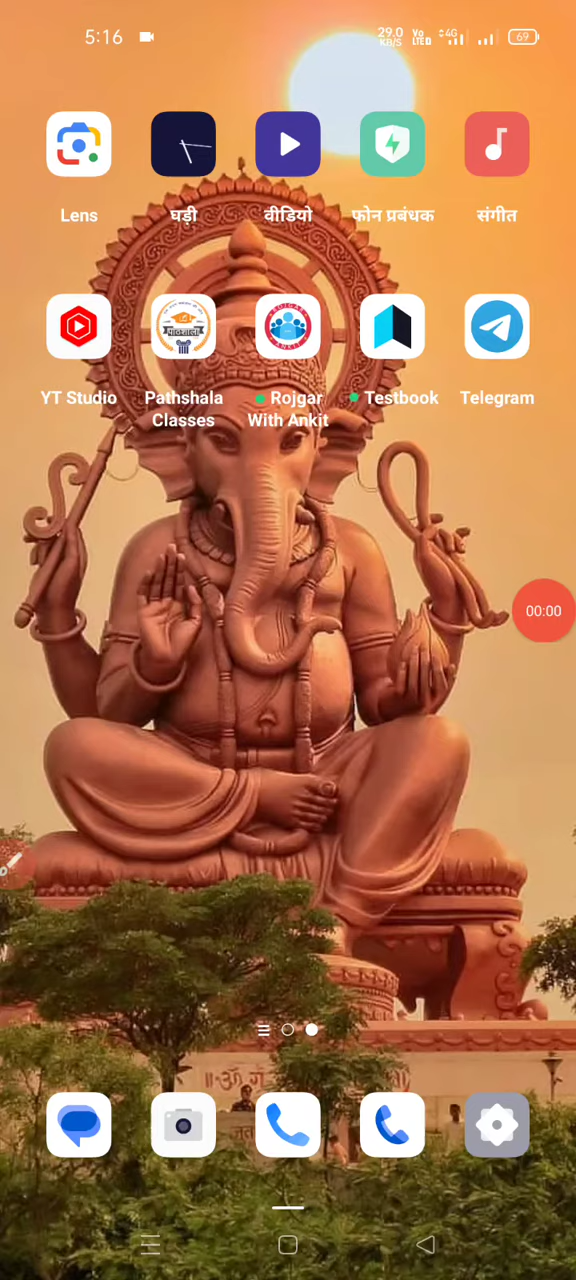 5:16
29.0
KB/S
Vo
LTE
4G
69
Lens
घड़ी
वीडियो
फोन प्रबंधक
संगीत
पाठशाला
YT Studio
Pathshala
Classes
Rojgar
With Ankit
Testbook
Telegram
00:00
॥ॐ गं